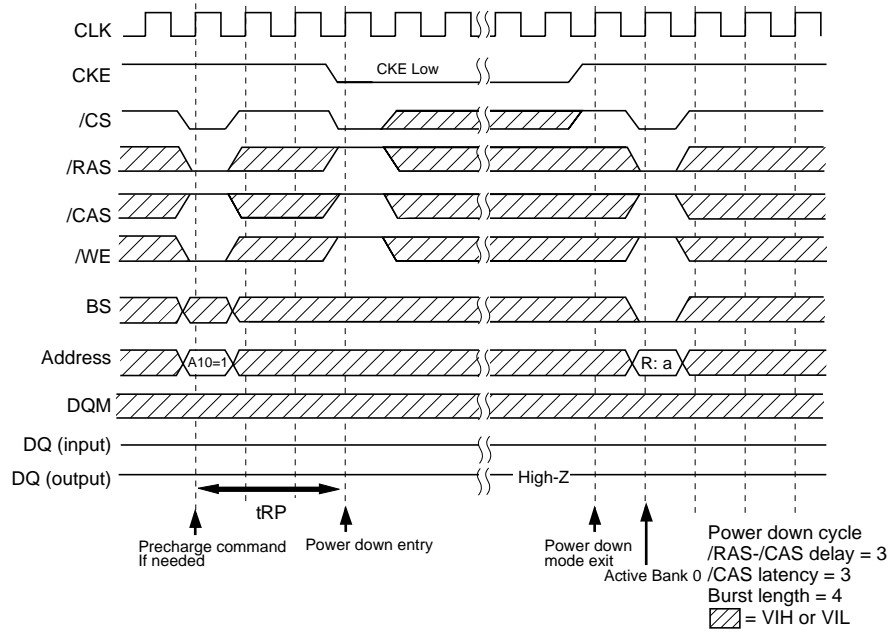 CLK
CKE
CKE Low
/CS
/RAS
/CAS
/WE
BS
Address
A10=1
R: a
DQM
DQ (input)
DQ (output)
High-Z
tRP
Precharge command
If needed
Power down entry
Power down
mode exit
Active Bank 0
Power down cycle
/RAS-/CAS delay = 3
/CAS latency = 3
Burst length = 4
= VIH or VIL